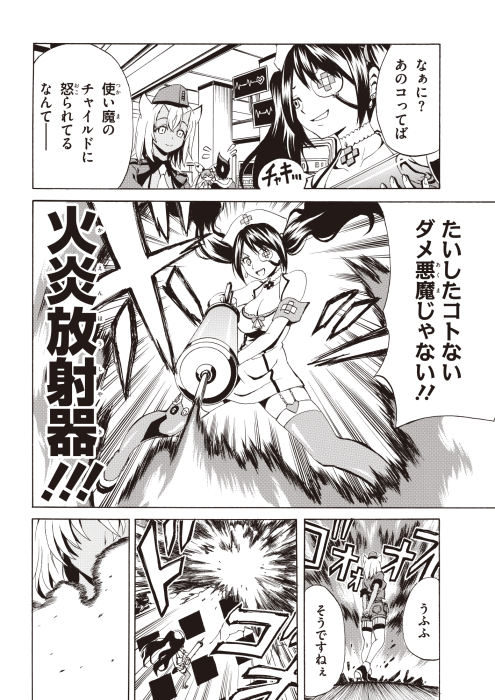 なぁに？
あのコってば
使い魔の
チャイルドに
怒られてる
なんて――
チャキッ
たいしたコトない
ダメ悪魔じゃない!!
火炎放射器!!!
ゴオオオ
うふふ
そうですねぇ
ドゴオ